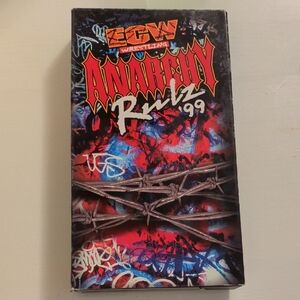 ECW
WRESTLING
ANARCHY
Rulz
'99